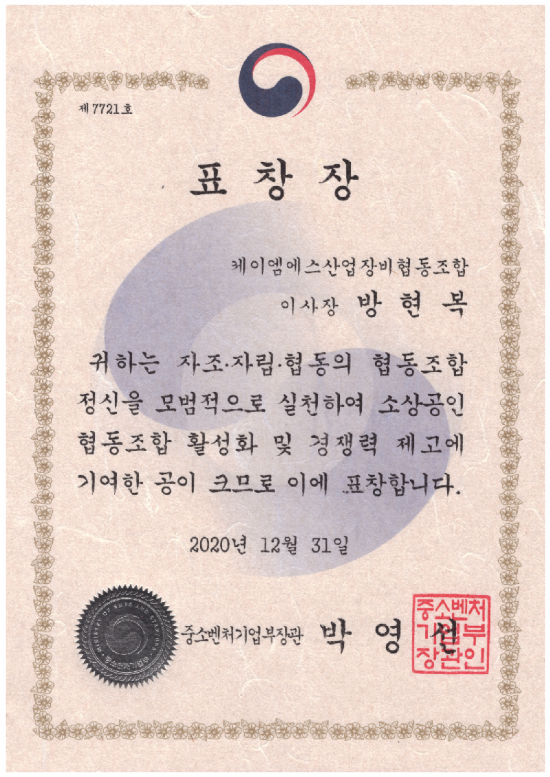 제 7721 호
표 창 장
케이엠에스산업장비협동조합
이사장 방 현 복
귀하는 자조·자립·협동의 협동조합
정신을 모범적으로 실천하여 소상공인
협동조합 활성화 및 경쟁력 제고에
기여한 공이 크므로 이에 표창합니다.
2020년 12월 31일
중소벤처기업부장관 박 영 선
중소벤처
기업부
장관인